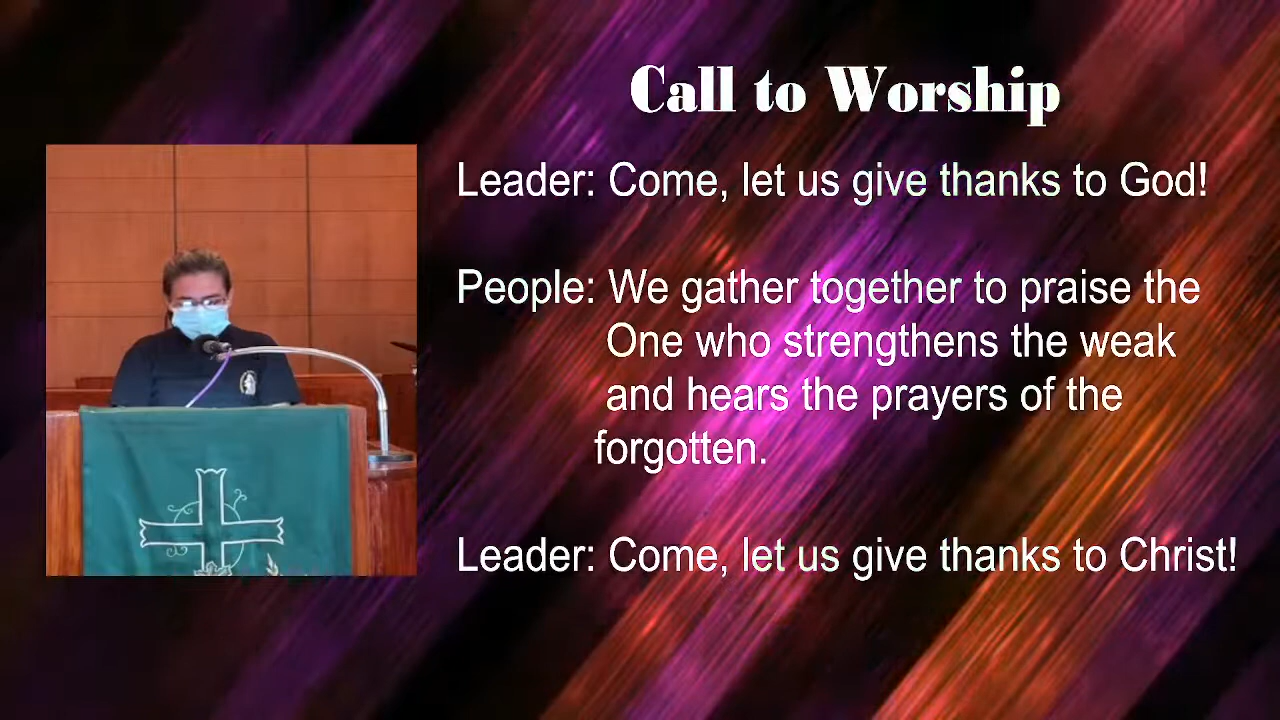 Call to Worship
Leader: Come, let us give thanks to God!
People: We gather together to praise the
One who strengthens the weak
and hears the prayers of the
forgotten.
Leader: Come, let us give thanks to Christ!